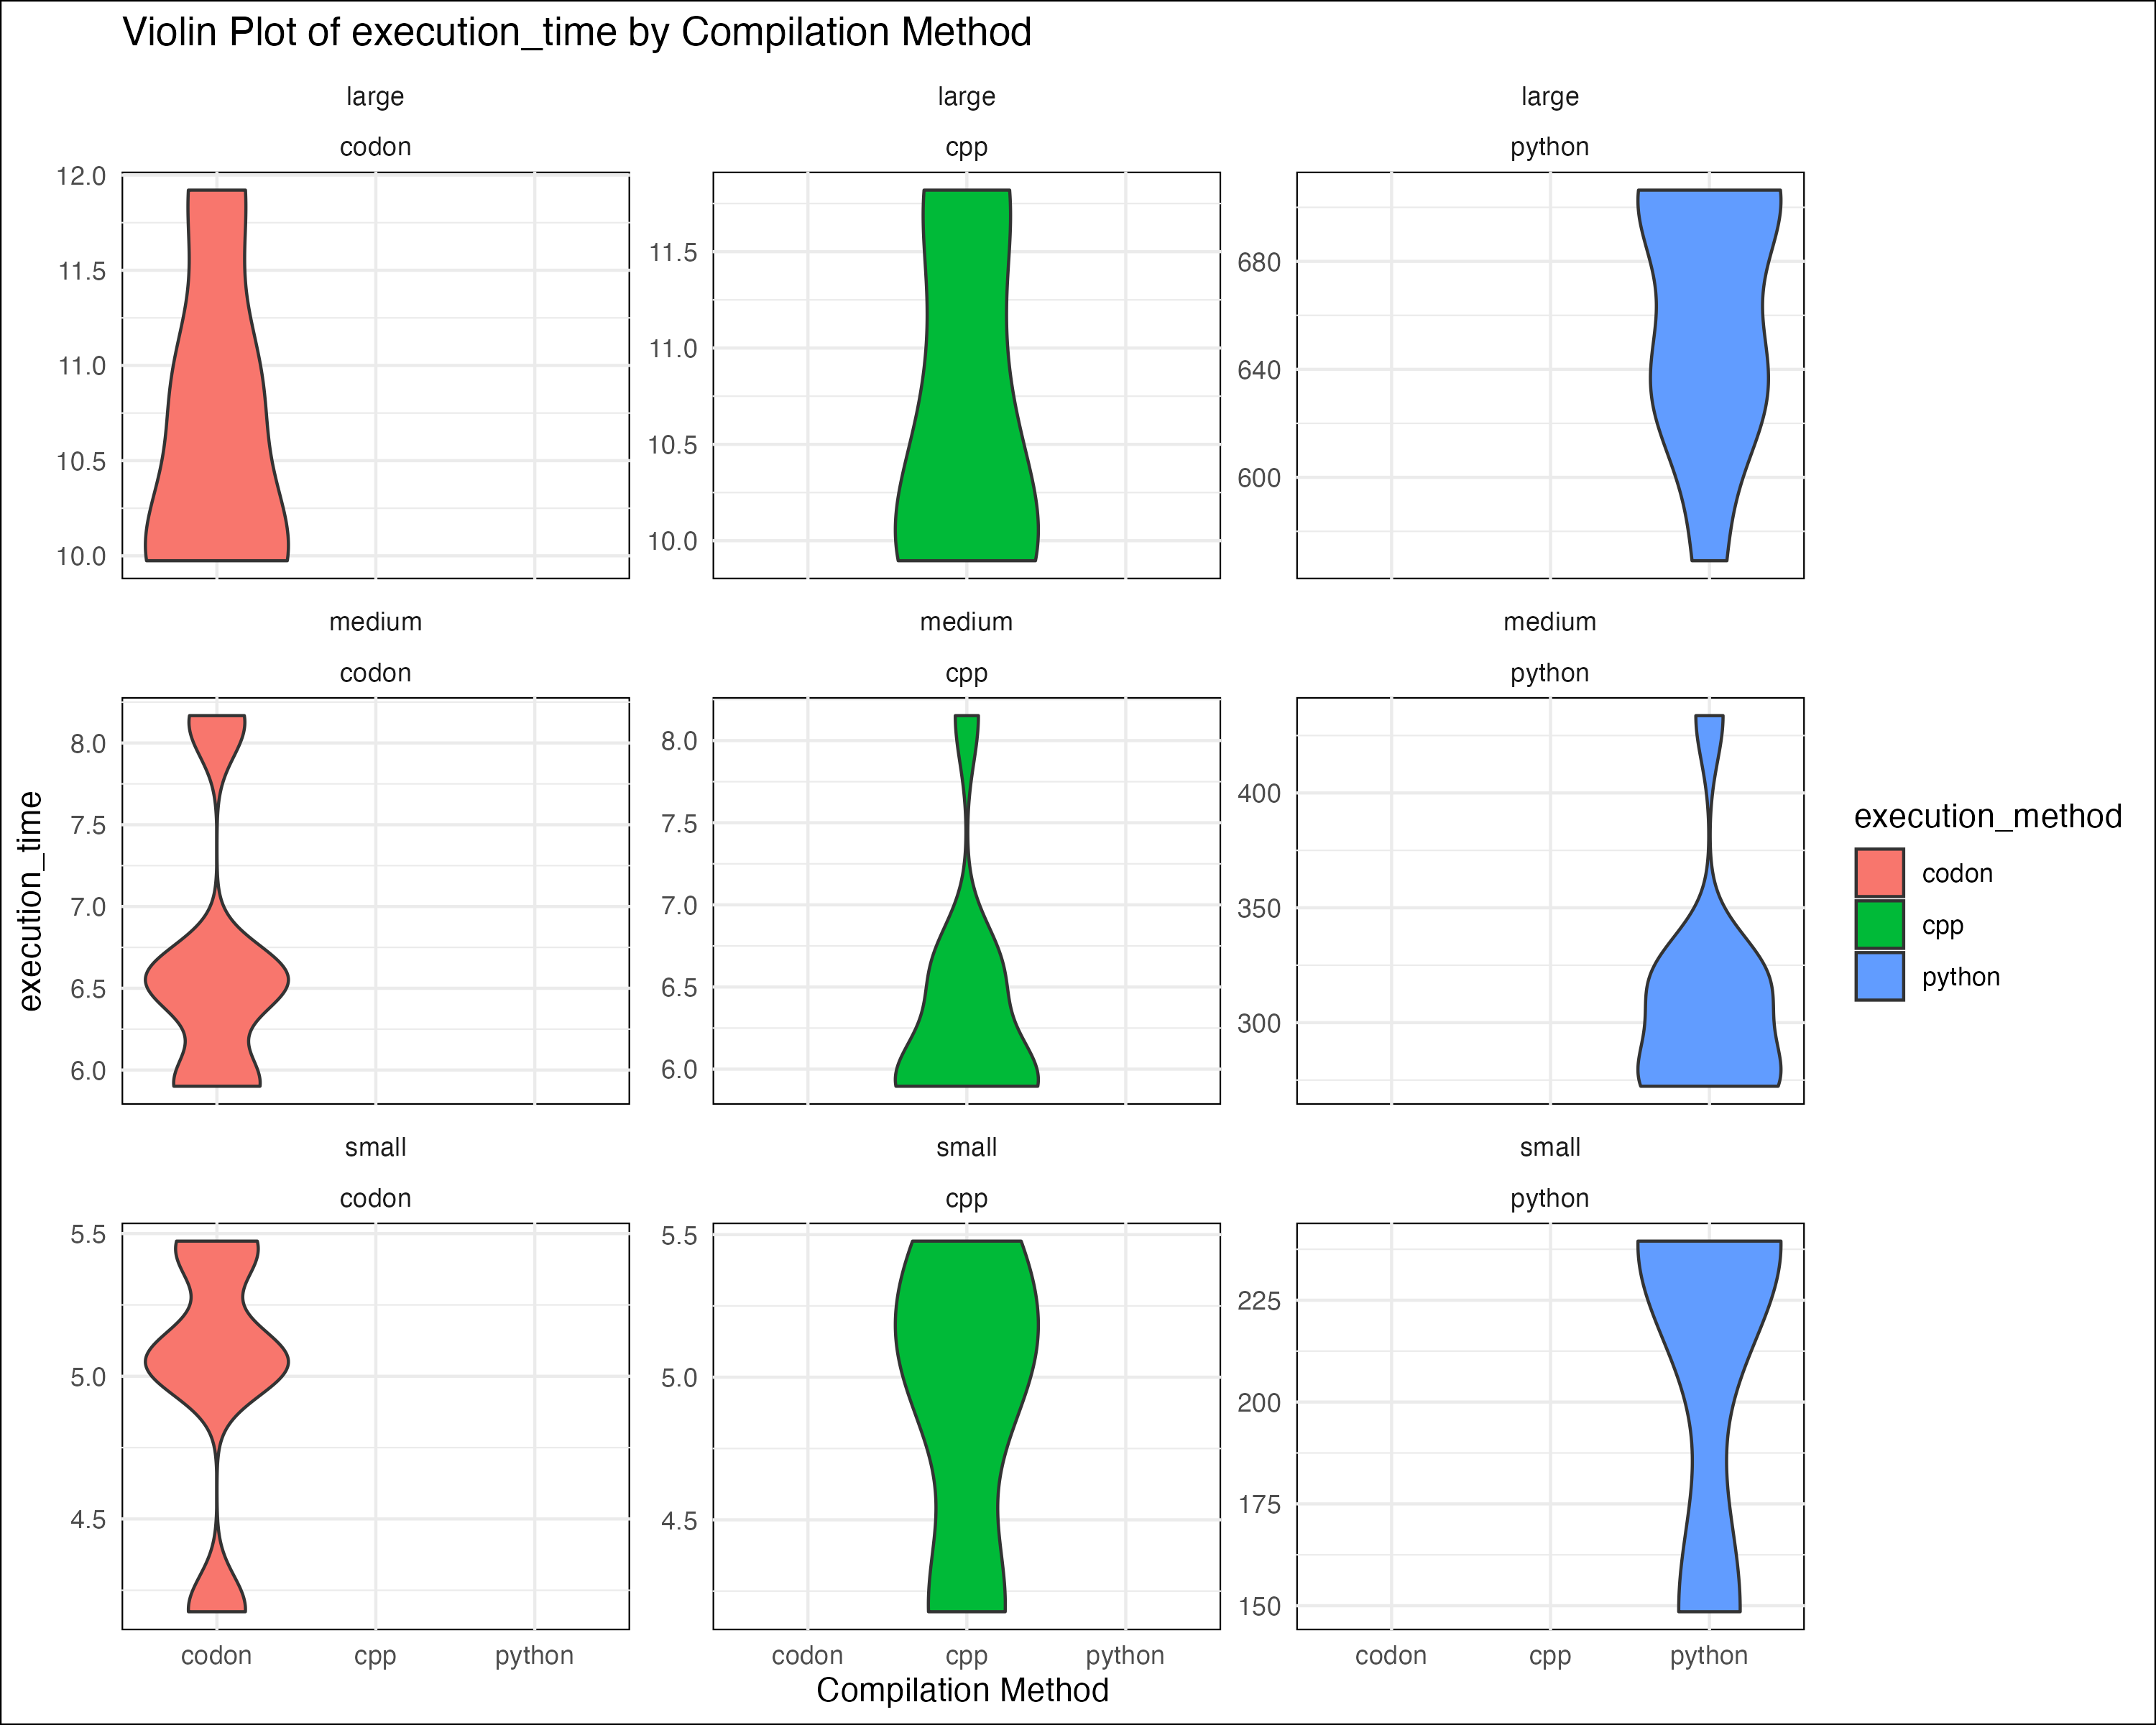 Violin Plot of execution_time by Compilation Method
large
codon
large
cpp
large
python
12.0
11.5
11.0
10.5
10.0
11.5
11.0
10.5
10.0
680
640
600
medium
codon
medium
cpp
medium
python
8.0
7.5
7.0
6.5
6.0
8.0
7.5
7.0
6.5
6.0
400
350
300
small
codon
small
cpp
small
python
5.5
5.0
4.5
5.5
5.0
4.5
225
200
175
150
codon cpp python
codon cpp python
codon cpp python
Compilation Method
execution_time
execution_method
codon
cpp
python